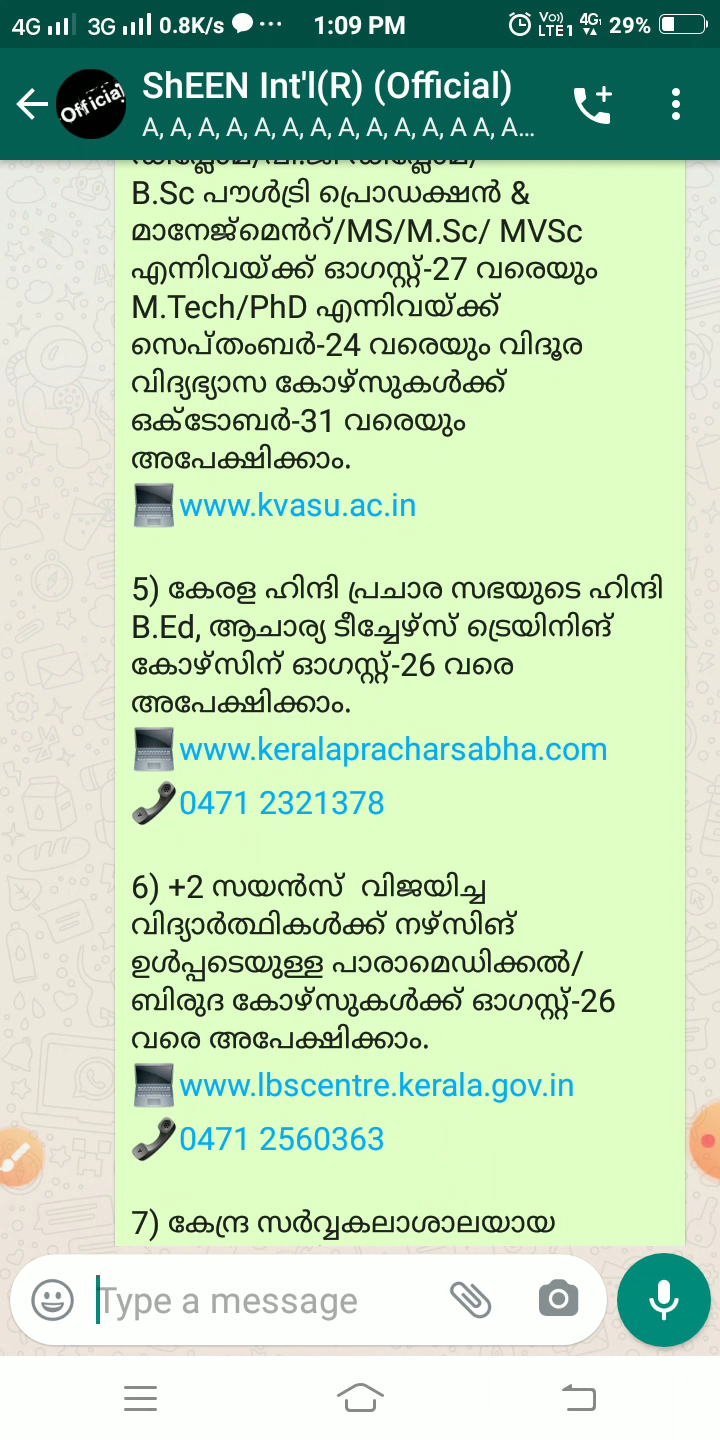 4G 3G 0.8K/s 1:09 PM Vo)) LTE1 4G 29%
ShEEN Int'l(R) (Official)
Official
A, A, A, A, A, A, A, A, A, A, A, A A, A...
B.Sc പൗൾട്രി പ്രൊഡക്ഷൻ &
മാനേജ്മെൻറ്/MS/M.Sc/ MVSc
എന്നിവയ്ക്ക് ഓഗസ്റ്റ്-27 വരെയും
M.Tech/PhD എന്നിവയ്ക്ക്
സെപ്തംബർ-24 വരെയും വിദൂര
വിദ്യഭ്യാസ കോഴ്സുകൾക്ക്
ഒക്ടോബർ-31 വരെയും
അപേക്ഷിക്കാം.
www.kvasu.ac.in
5) കേരള ഹിന്ദി പ്രചാര സഭയുടെ ഹിന്ദി
B.Ed, ആചാര്യ ടീച്ചേഴ്സ് ട്രെയിനിങ്
കോഴ്സിന് ഓഗസ്റ്റ്-26 വരെ
അപേക്ഷിക്കാം.
www.keralapracharsabha.com
0471 2321378
6) +2 സയൻസ്  വിജയിച്ച
വിദ്യാർത്ഥികൾക്ക് നഴ്സിങ്
ഉൾപ്പടെയുള്ള പാരാമെഡിക്കൽ/
ബിരുദ കോഴ്സുകൾക്ക് ഓഗസ്റ്റ്-26
വരെ അപേക്ഷിക്കാം.
www.lbscentre.kerala.gov.in
0471 2560363
7) കേന്ദ്ര സർവ്വകലാശാലയായ
Type a message